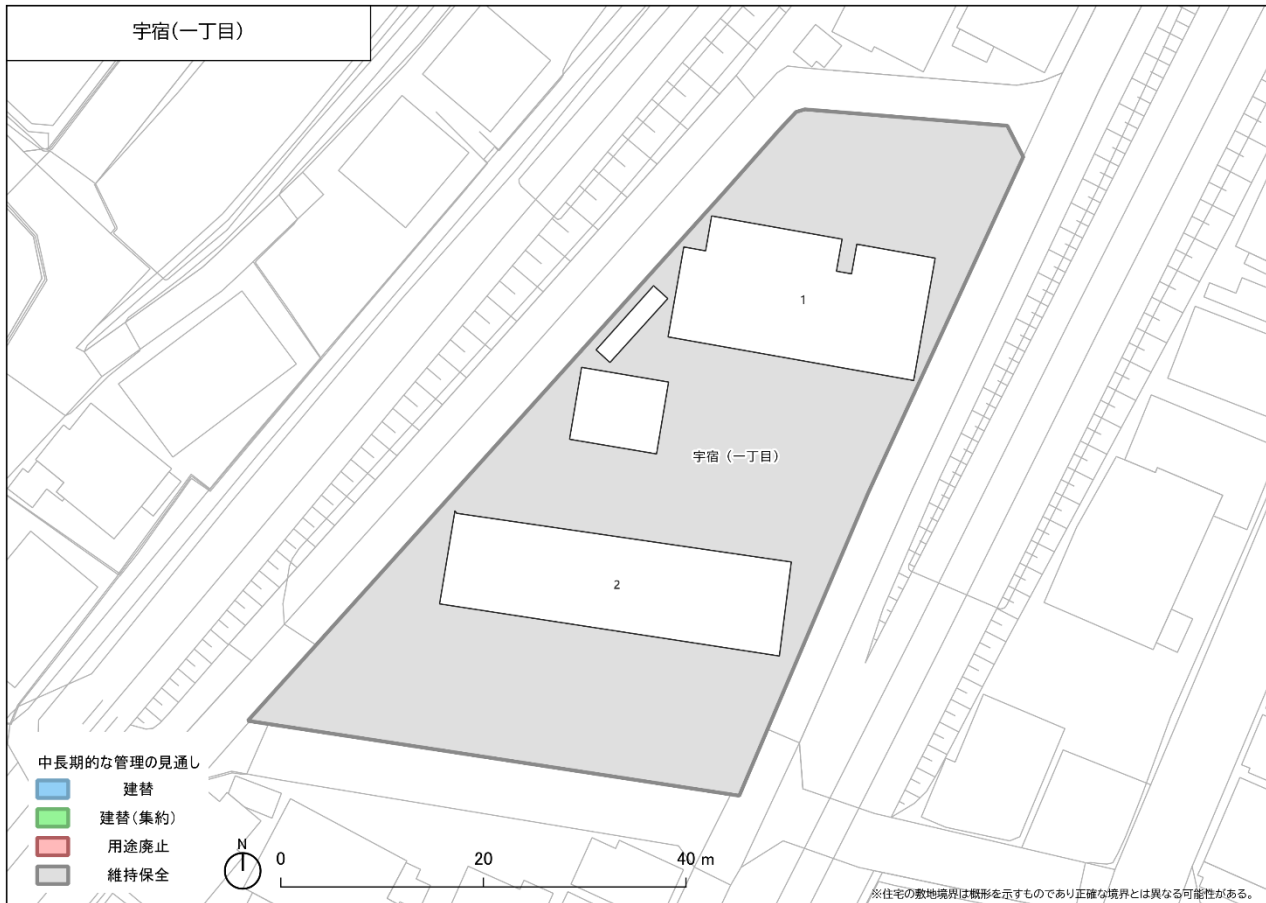 宇宿(一丁目)
1
宇宿（一丁目）
2
中長期的な管理の見通し
建替
建替(集約)
用途廃止
維持保全
N
0 20 40 m
※住宅の敷地境界は概形を示すものであり正確な境界とは異なる可能性がある。